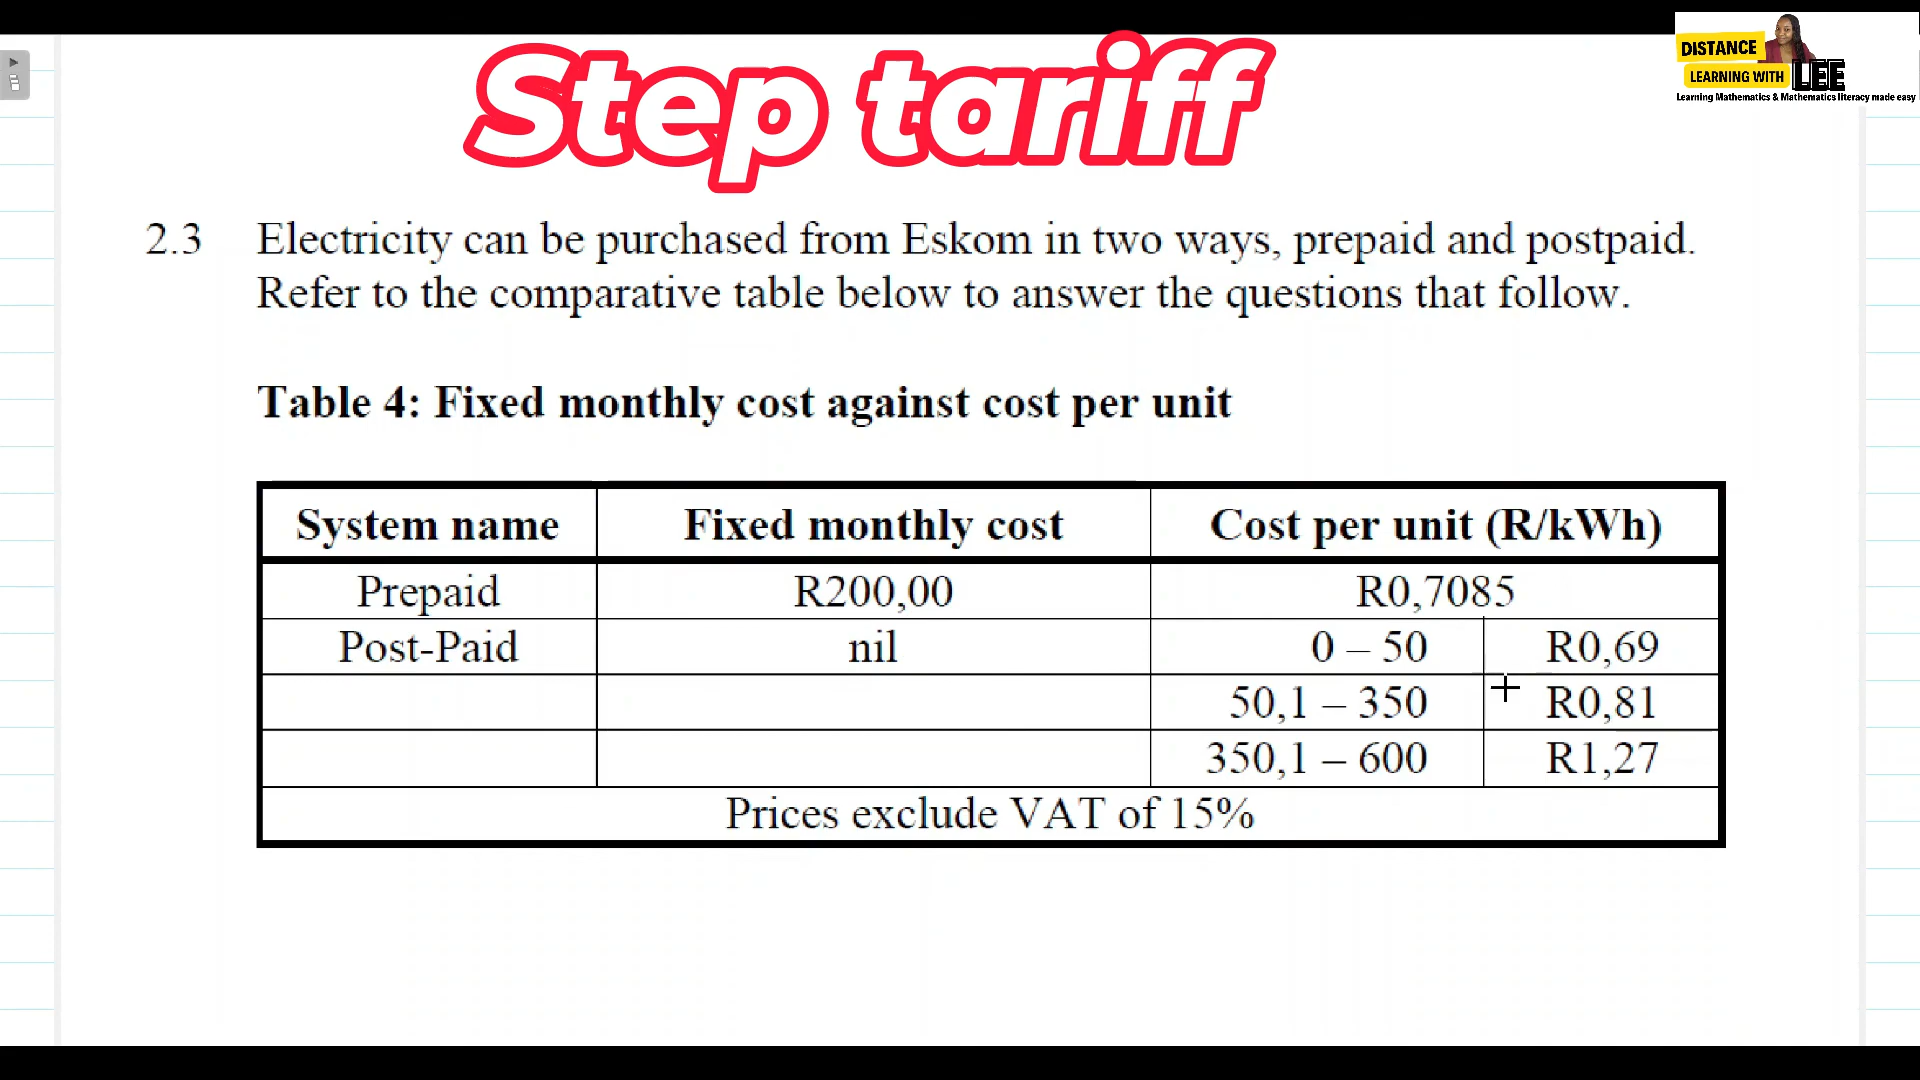 Step tariff
DISTANCE
LEARNING WITH LEE
Learning Mathematics & Mathematics literacy made easy
2.3 Electricity can be purchased from Eskom in two ways, prepaid and postpaid.
Refer to the comparative table below to answer the questions that follow.
Table 4: Fixed monthly cost against cost per unit
System name Fixed monthly cost Cost per unit (R/kWh)
Prepaid R200,00 R0,7085
Post-Paid nil 0 – 50 R0,69
50,1 – 350 R0,81
350,1 – 600 R1,27
Prices exclude VAT of 15%